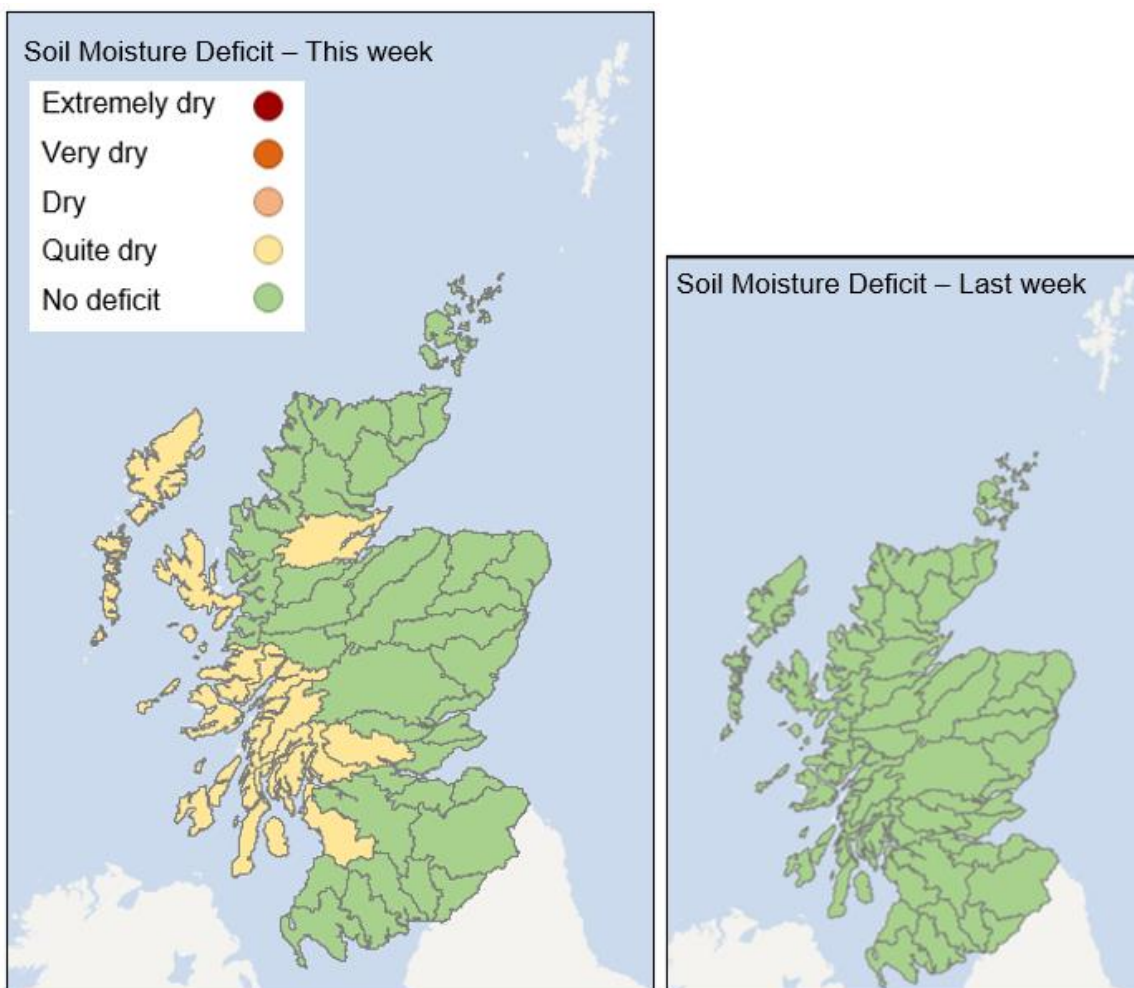 Soil Moisture Deficit – This week
Extremely dry
Very dry
Dry
Quite dry
No deficit
Soil Moisture Deficit – Last week